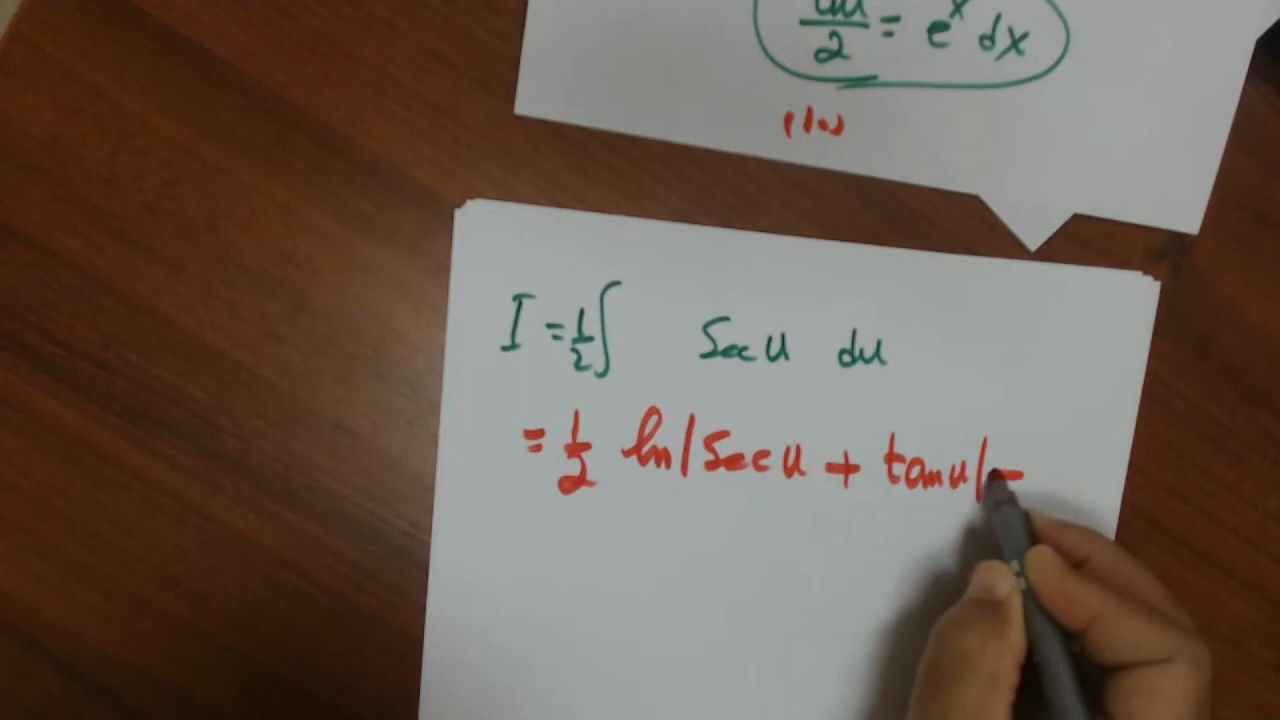 du/2 = e^x dx
I = 1/2 ∫ Sec u du
= 1/2 ln|Sec u + tan u|